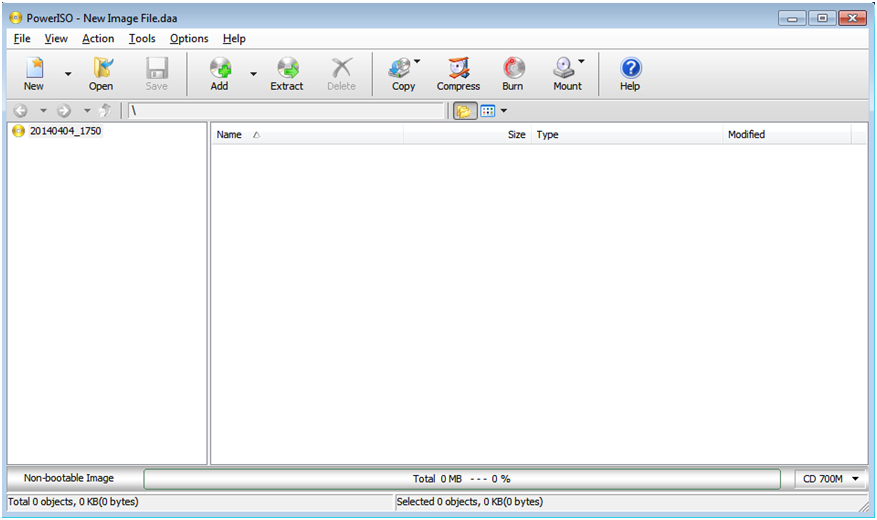 PowerISO - New Image File.daa
File View Action Tools Options Help
New Open Save Add Extract Delete Copy Compress Burn Mount Help
\
20140404_1750
Name Size Type Modified
Non-bootable Image Total 0 MB - - - 0 % CD 700M
Total 0 objects, 0 KB(0 bytes) Selected 0 objects, 0 KB(0 bytes)